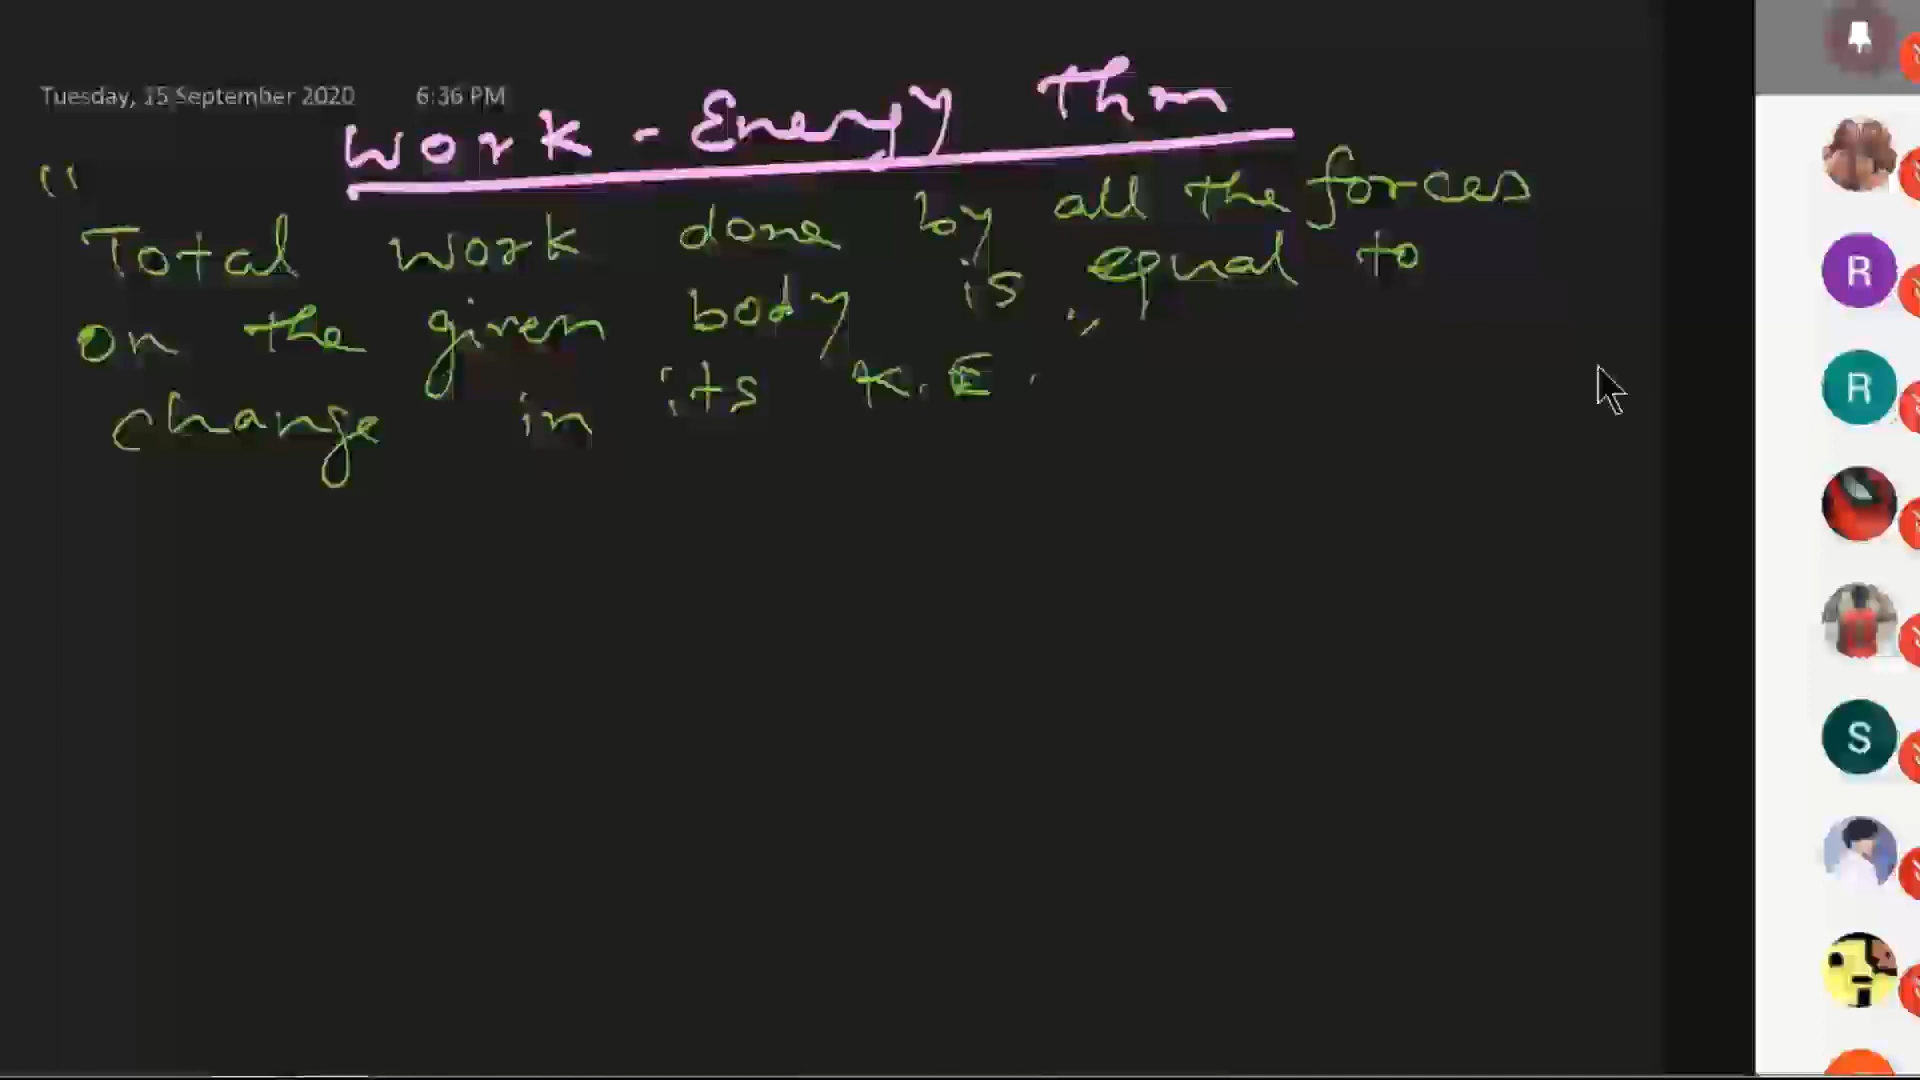 Tuesday, 15 September 2020 6:36 PM
Work - Energy Thm
" Total work done by all the forces
on the given body is equal to
change in its K.E. "
R
R
S